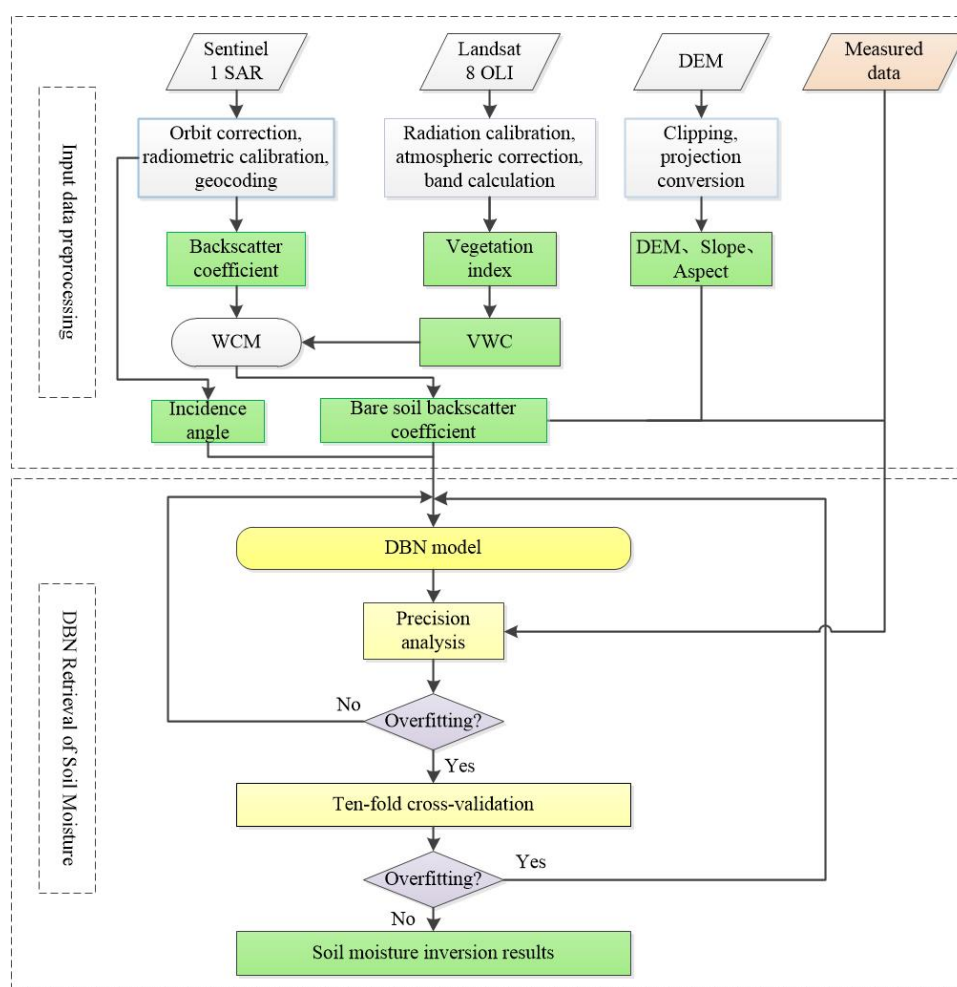 Sentinel
1 SAR
Landsat
8 OLI
DEM
Measured
data
Input data preprocessing
Orbit correction,
radiometric calibration,
geocoding
Radiation calibration,
atmospheric correction,
band calculation
Clipping,
projection
conversion
Backscatter
coefficient
Vegetation
index
DEM、Slope、
Aspect
WCM
VWC
Incidence
angle
Bare soil backscatter
coefficient
DBN Retrieval of Soil Moisture
DBN model
Precision
analysis
No
Overfitting?
Yes
Ten-fold cross-validation
Overfitting?
Yes
No
Soil moisture inversion results